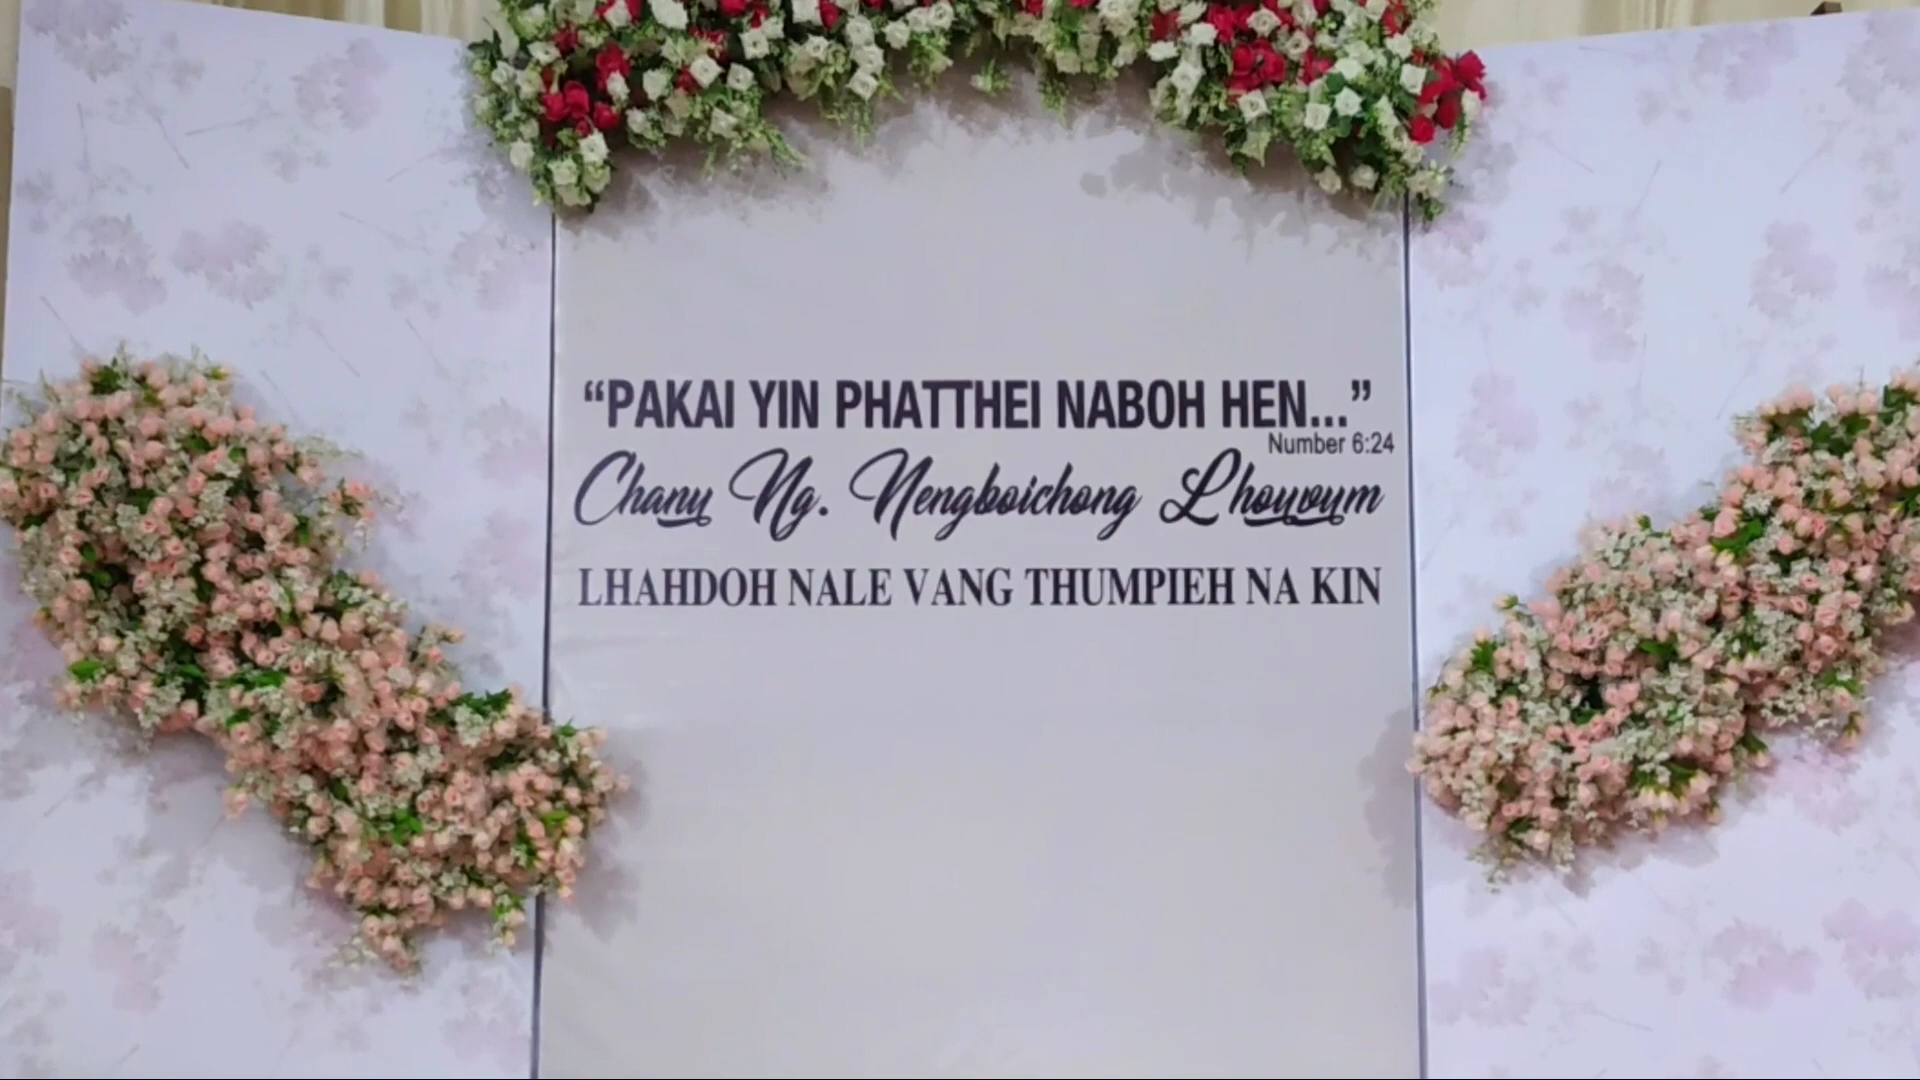 “PAKAI YIN PHATTHEI NABOH HEN...”
Number 6:24
Chanu Ng. Nengboichong Lhouvum
LHAHDOH NALE VANG THUMPIEH NA KIN